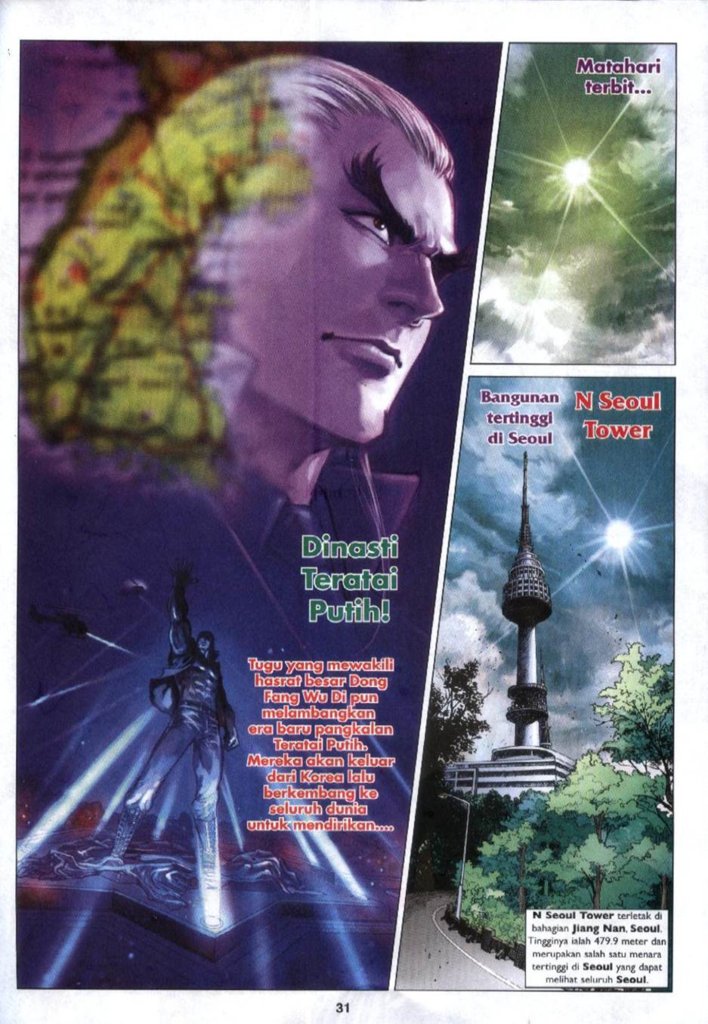 Matahari
terbit...
Bangunan
tertinggi
di Seoul
N Seoul
Tower
Dinasti
Teratai
Putih!
Tugu yang mewakili
hasrat besar Dong
Fang Wu Di pun
melambangkan
era baru pangkalan
Teratai Putih.
Mereka akan keluar
dari Korea lalu
berkembang ke
seluruh dunia
untuk mendirikan....
N Seoul Tower terletak di
bahagian Jiang Nan, Seoul.
Tingginya ialah 479.9 meter dan
merupakan salah satu menara
tertinggi di Seoul yang dapat
melihat seluruh Seoul.
31